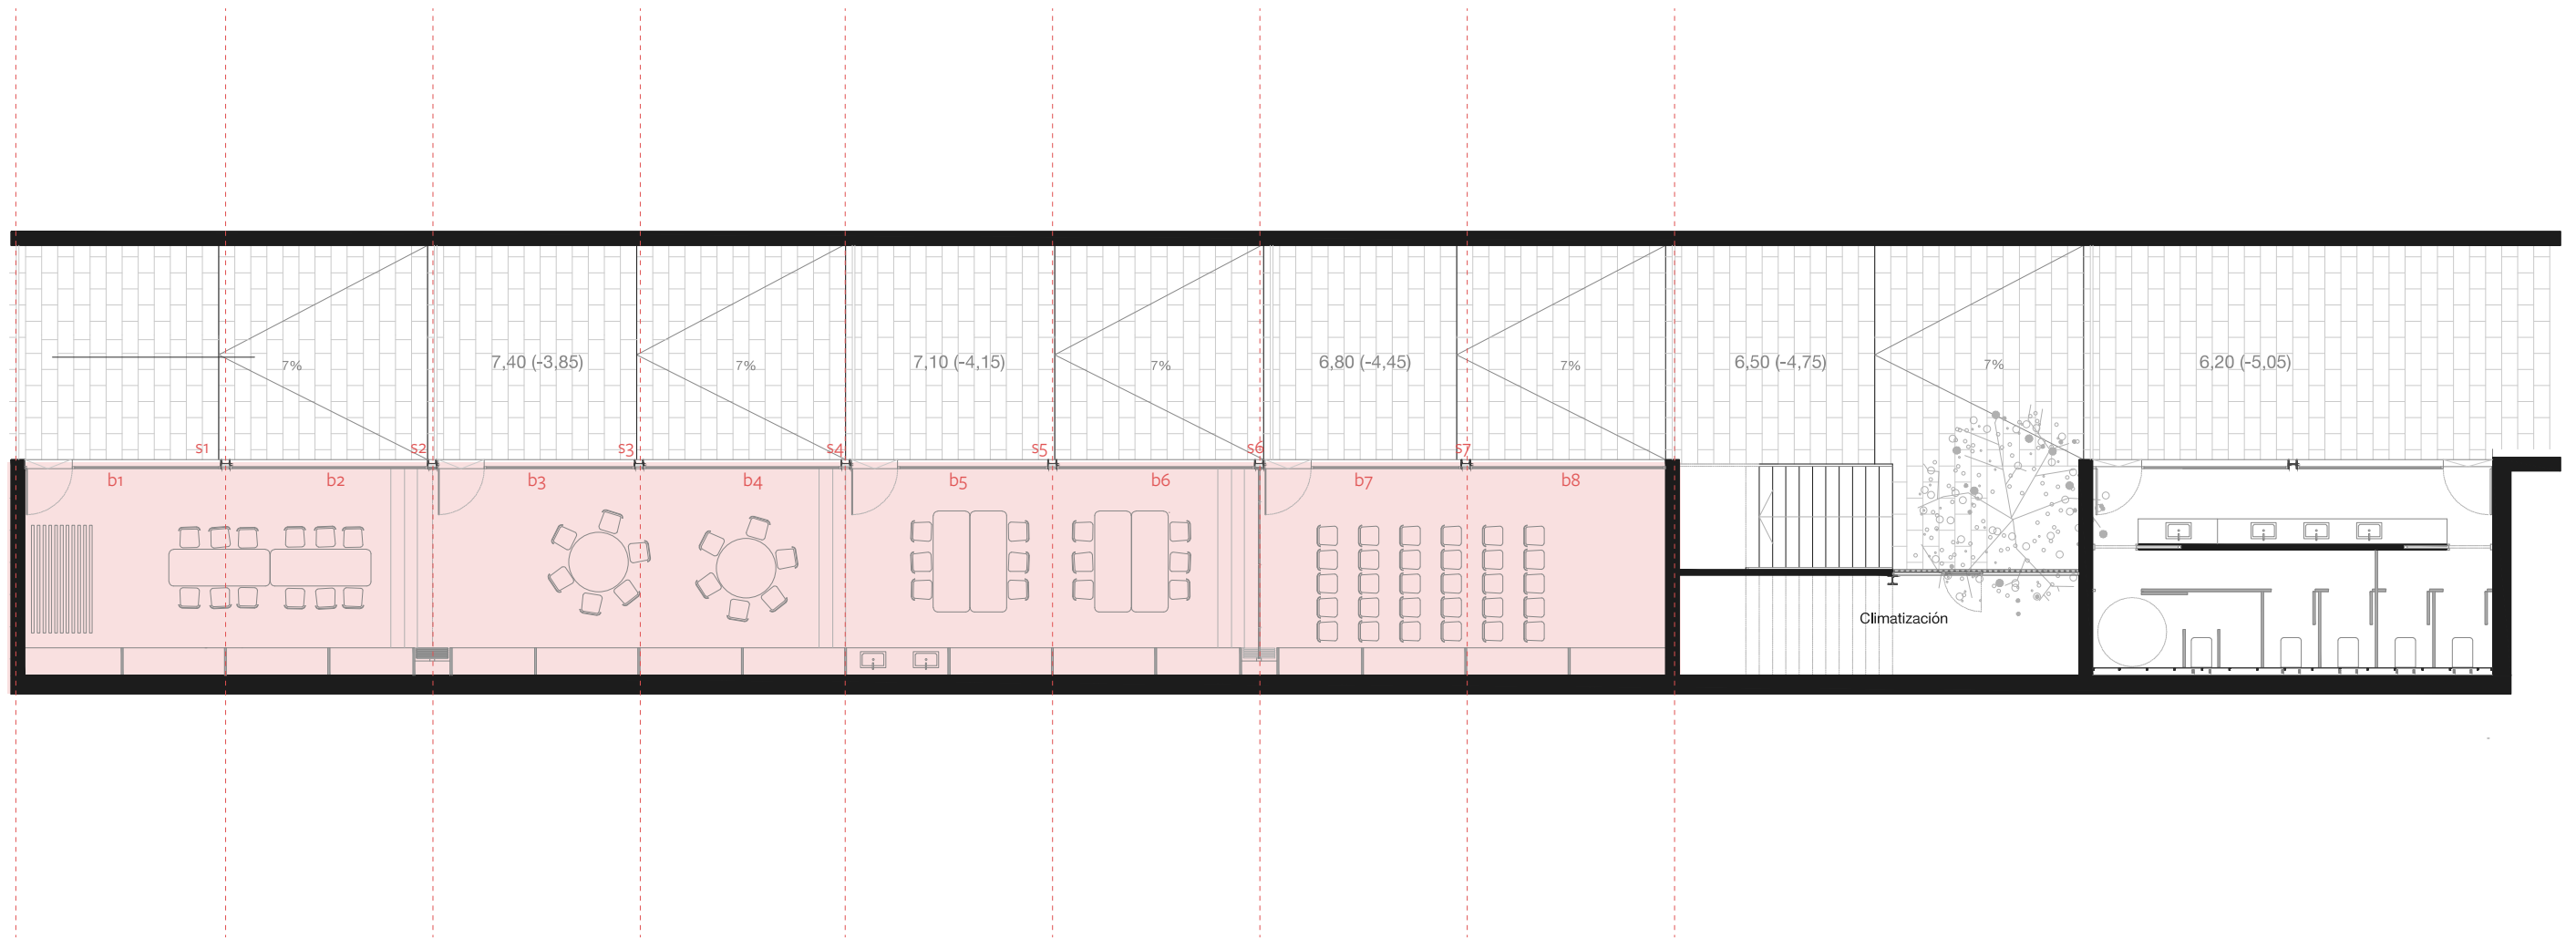 7,40 (-3,85)
7,10 (-4,15)
6,80 (-4,45)
6,50 (-4,75)
6,20 (-5,05)
7%
7%
7%
7%
7%
s1
s2
s3
s4
s5
s6
s7
b1
b2
b3
b4
b5
b6
b7
b8
Climatización